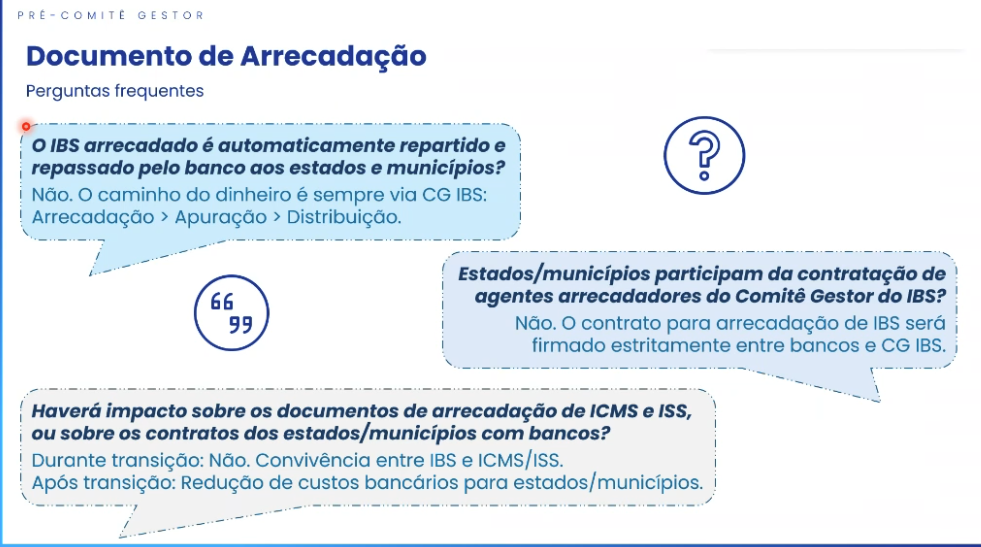 PRÉ-COMITÊ GESTOR
Documento de Arrecadação
Perguntas frequentes
O IBS arrecadado é automaticamente repartido e
repassado pelo banco aos estados e municípios?
Não. O caminho do dinheiro é sempre via CG IBS:
Arrecadação > Apuração > Distribuição.
Estados/municípios participam da contratação de
agentes arrecadadores do Comitê Gestor do IBS?
Não. O contrato para arrecadação de IBS será
firmado estritamente entre bancos e CG IBS.
Haverá impacto sobre os documentos de arrecadação de ICMS e ISS,
ou sobre os contratos dos estados/municípios com bancos?
Durante transição: Não. Convivência entre IBS e ICMS/ISS.
Após transição: Redução de custos bancários para estados/municípios.